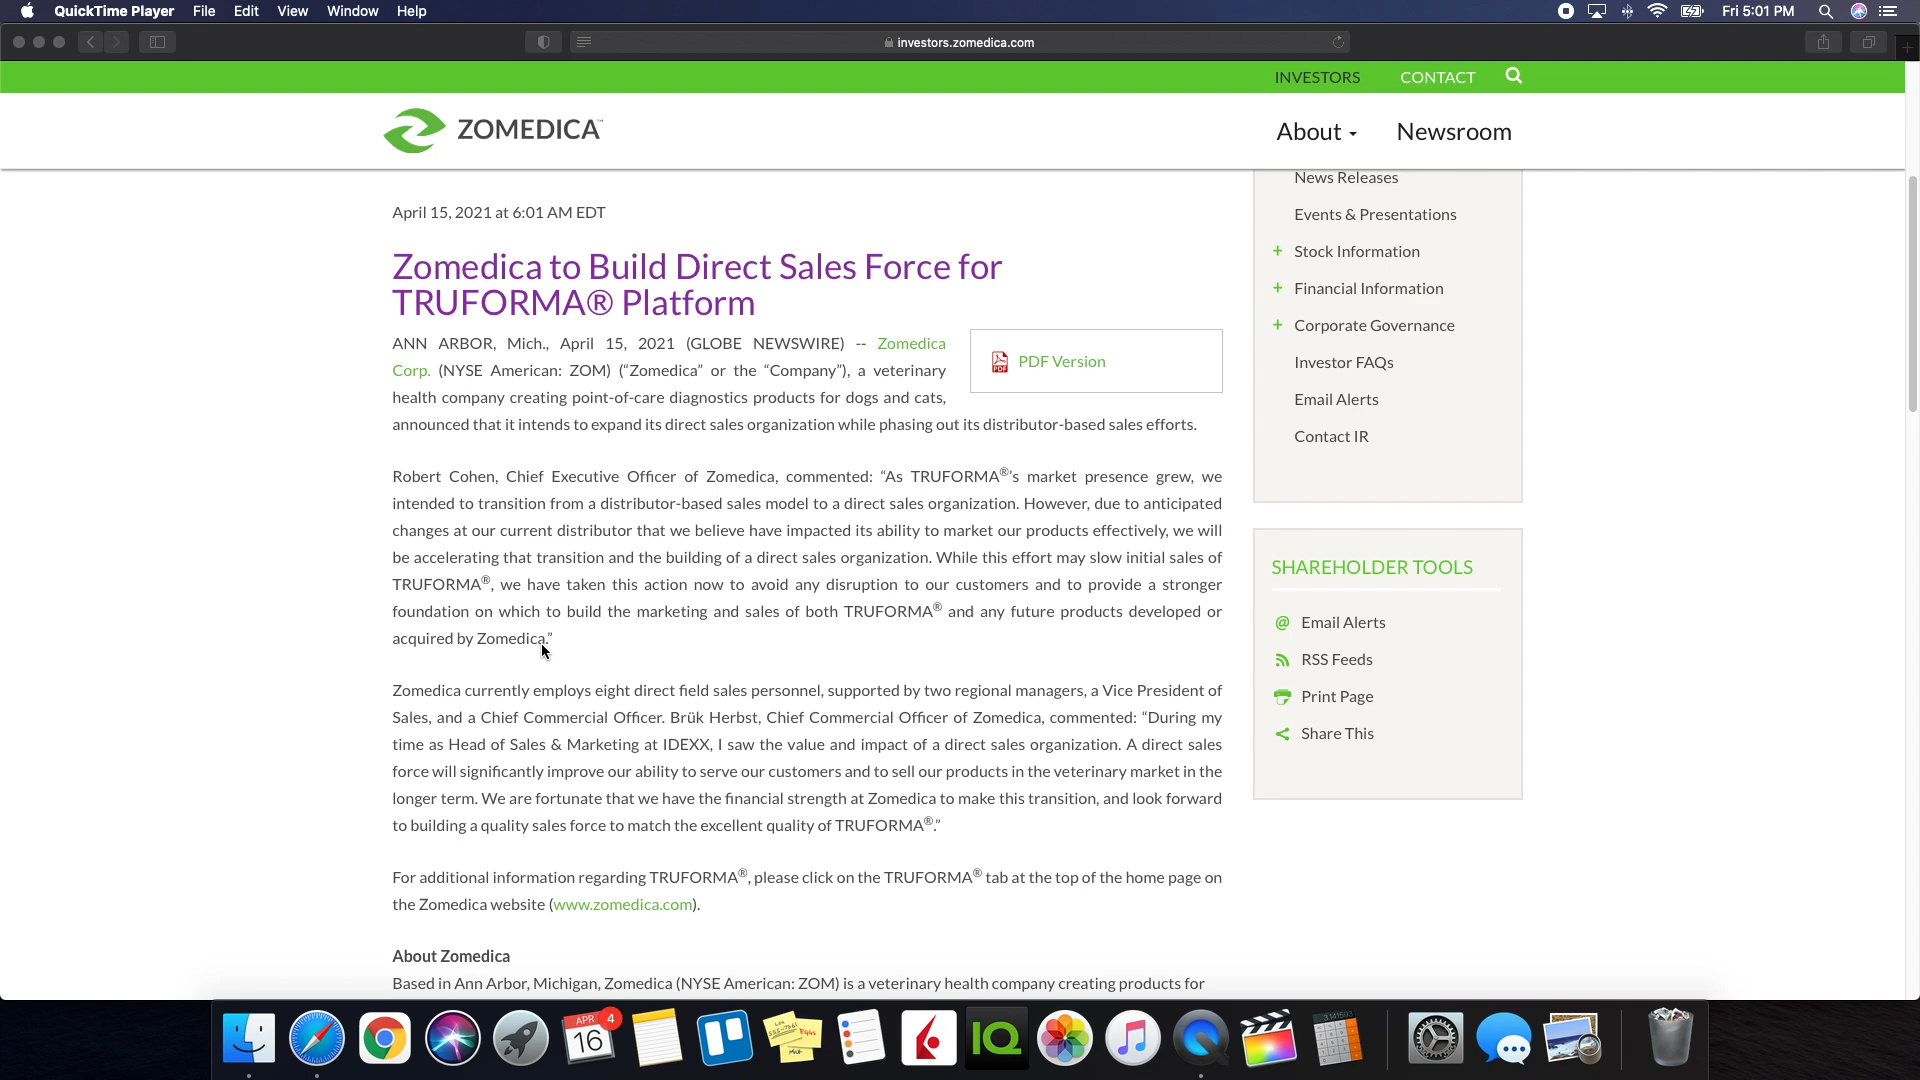 QuickTime Player File Edit View Window Help Fri 5:01 PM
investors.zomedica.com
INVESTORS CONTACT
ZOMEDICA™ About Newsroom
April 15, 2021 at 6:01 AM EDT
Zomedica to Build Direct Sales Force for
TRUFORMA® Platform
PDF Version
ANN ARBOR, Mich., April 15, 2021 (GLOBE NEWSWIRE) -- Zomedica
Corp. (NYSE American: ZOM) (“Zomedica” or the “Company”), a veterinary
health company creating point-of-care diagnostics products for dogs and cats,
announced that it intends to expand its direct sales organization while phasing out its distributor-based sales efforts.
Robert Cohen, Chief Executive Officer of Zomedica, commented: “As TRUFORMA®’s market presence grew, we
intended to transition from a distributor-based sales model to a direct sales organization. However, due to anticipated
changes at our current distributor that we believe have impacted its ability to market our products effectively, we will
be accelerating that transition and the building of a direct sales organization. While this effort may slow initial sales of
TRUFORMA®, we have taken this action now to avoid any disruption to our customers and to provide a stronger
foundation on which to build the marketing and sales of both TRUFORMA® and any future products developed or
acquired by Zomedica.”
Zomedica currently employs eight direct field sales personnel, supported by two regional managers, a Vice President of
Sales, and a Chief Commercial Officer. Brük Herbst, Chief Commercial Officer of Zomedica, commented: “During my
time as Head of Sales & Marketing at IDEXX, I saw the value and impact of a direct sales organization. A direct sales
force will significantly improve our ability to serve our customers and to sell our products in the veterinary market in the
longer term. We are fortunate that we have the financial strength at Zomedica to make this transition, and look forward
to building a quality sales force to match the excellent quality of TRUFORMA®.”
For additional information regarding TRUFORMA®, please click on the TRUFORMA® tab at the top of the home page on
the Zomedica website (www.zomedica.com).
About Zomedica
Based in Ann Arbor, Michigan, Zomedica (NYSE American: ZOM) is a veterinary health company creating products for
News Releases
Events & Presentations
+ Stock Information
+ Financial Information
+ Corporate Governance
Investor FAQs
Email Alerts
Contact IR
SHAREHOLDER TOOLS
@ Email Alerts
RSS Feeds
Print Page
Share This
APR 4
16
IQ